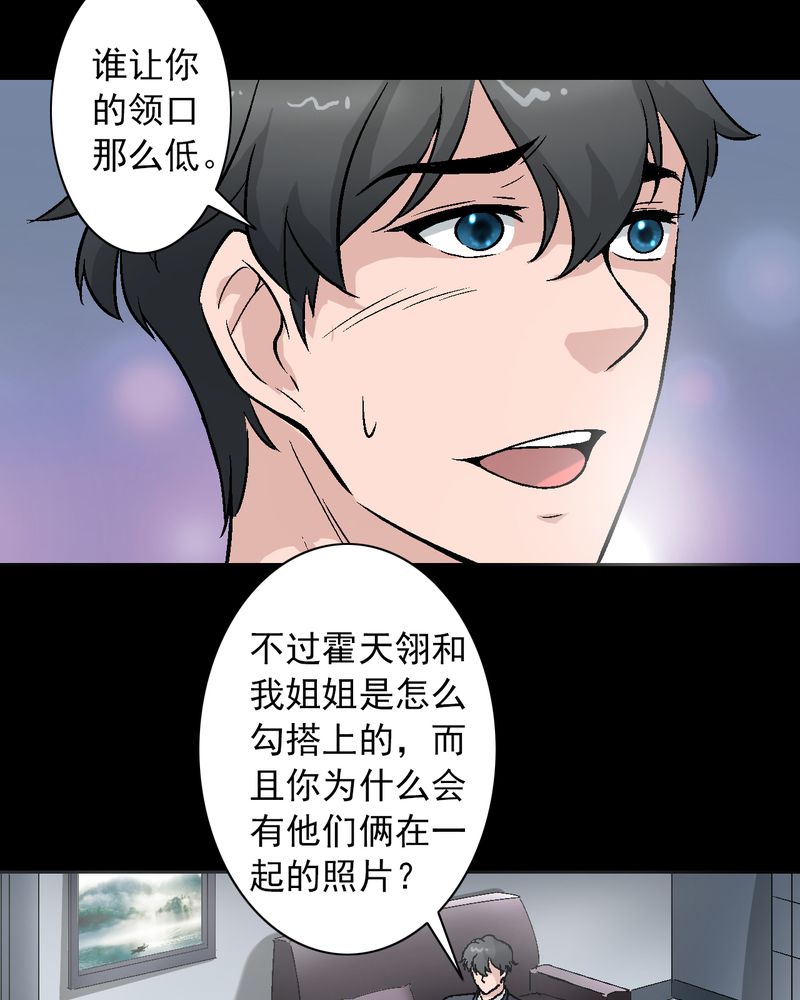 谁让你
的领口
那么低。
不过霍天翎和
我姐姐是怎么
勾搭上的，而
且你为什么会
有他们俩在一
起的照片？